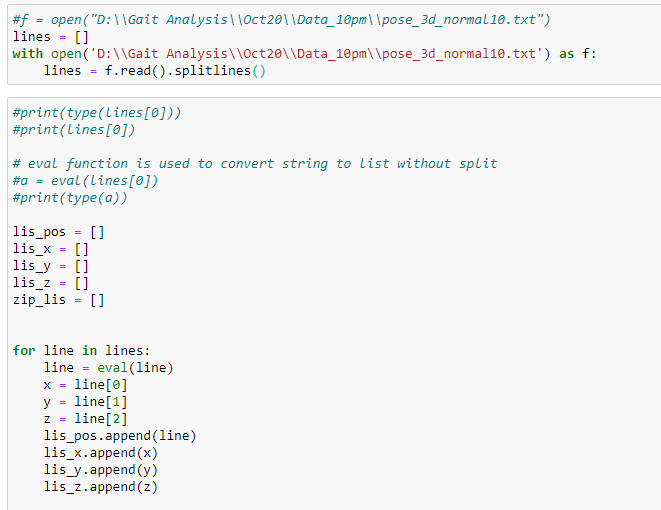 #f = open("D:\\Gait Analysis\\Oct20\\Data_10pm\\pose_3d_normal10.txt")
lines = []
with open('D:\\Gait Analysis\\Oct20\\Data_10pm\\pose_3d_normal10.txt') as f:
    lines = f.read().splitlines()
#print(type(lines[0]))
#print(lines[0])
# eval function is used to convert string to list without split
#a = eval(lines[0])
#print(type(a))
lis_pos = []
lis_x = []
lis_y = []
lis_z = []
zip_lis = []
for line in lines:
    line = eval(line)
    x = line[0]
    y = line[1]
    z = line[2]
    lis_pos.append(line)
    lis_x.append(x)
    lis_y.append(y)
    lis_z.append(z)